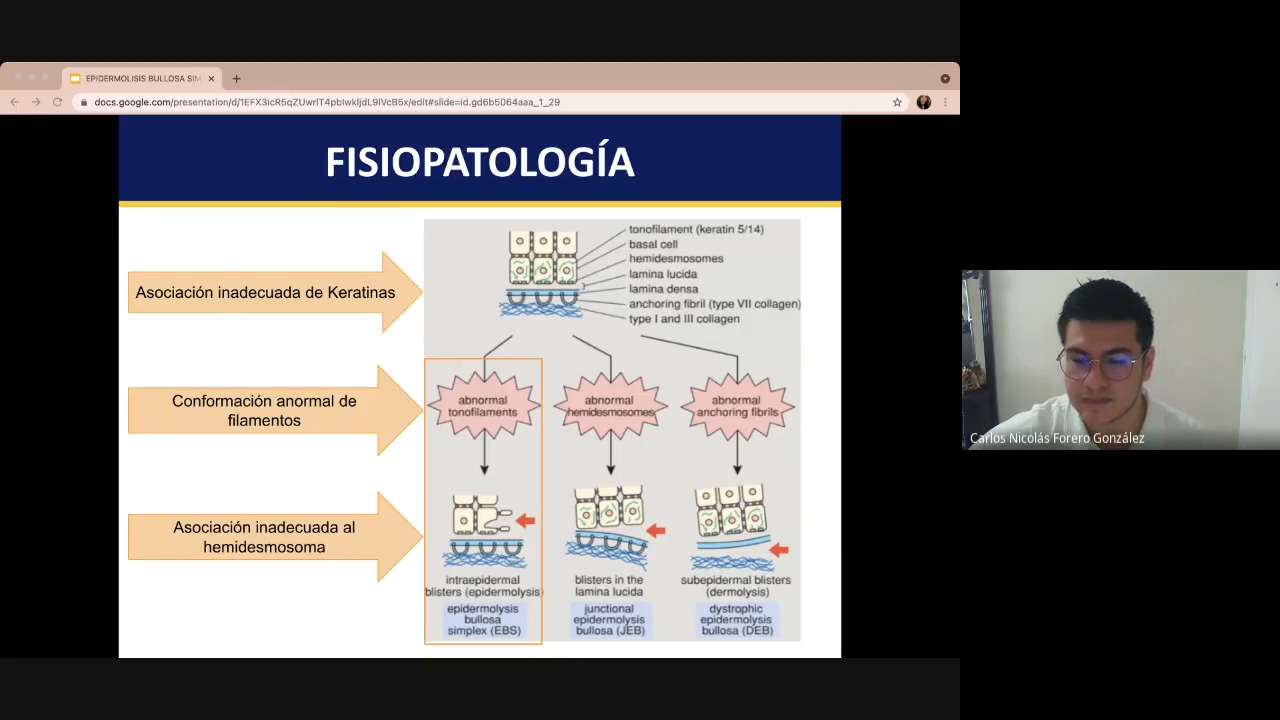 EPIDERMOLISIS BULLOSA SIM
docs.google.com/presentation/d/1EFX3icR5qZUwrIT4pbIwkljdL9IVcB5x/edit#slide=id.gd6b5064aaa_1_29
FISIOPATOLOGÍA
Asociación inadecuada de Keratinas
Conformación anormal de
filamentos
Asociación inadecuada al
hemidesmosoma
tonofilament (keratin 5/14)
basal cell
hemidesmosomes
lamina lucida
lamina densa
anchoring fibril (type VII collagen)
type I and III collagen
abnormal
tonofilaments
abnormal
hemidesmosomes
abnormal
anchoring fibrils
intraepidermal
blisters (epidermolysis
epidermolysis
bullosa
simplex (EBS)
blisters in the
lamina lucida
junctional
epidermolysis
bullosa (JEB)
subepidermal blisters
(dermolysis)
dystrophic
epidermolysis
bullosa (DEB)
Carlos Nicolás Forero González